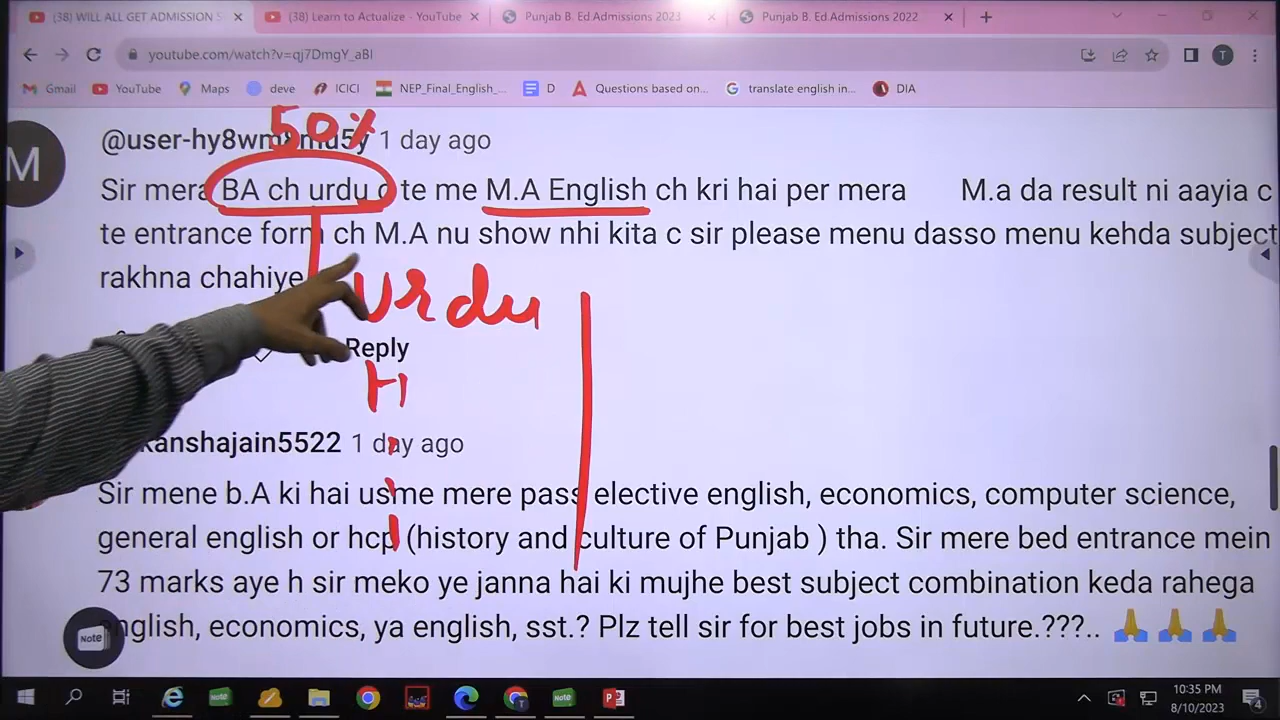 (38) WILL ALL GET ADMISSION
(38) Learn to Actualize - YouTube
Punjab B. Ed.Admissions 2023
Punjab B. Ed.Admissions 2022
youtube.com/watch?v=qj7DmgY_aBI
T
Gmail
YouTube
Maps
deve
ICICI
NEP_Final_English_...
D
Questions based on...
translate english in...
DIA
50%
M
1 day ago
Sir mera BA ch urdu c te me M.A English ch kri hai per mera M.a da result ni aayia c
te entrance form ch M.A nu show nhi kita c sir please menu dasso menu kehda subject
rakhna chahiye
Urdu
Reply
H
kanshajain5522 1 day ago
Sir mene b.A ki hai usme mere pass elective english, economics, computer science,
general english or hcp (history and culture of Punjab ) tha. Sir mere bed entrance mein
73 marks aye h sir meko ye janna hai ki mujhe best subject combination keda rahega
english, economics, ya english, sst.? Plz tell sir for best jobs in future.???..
Note
10:35 PM
8/10/2023
4